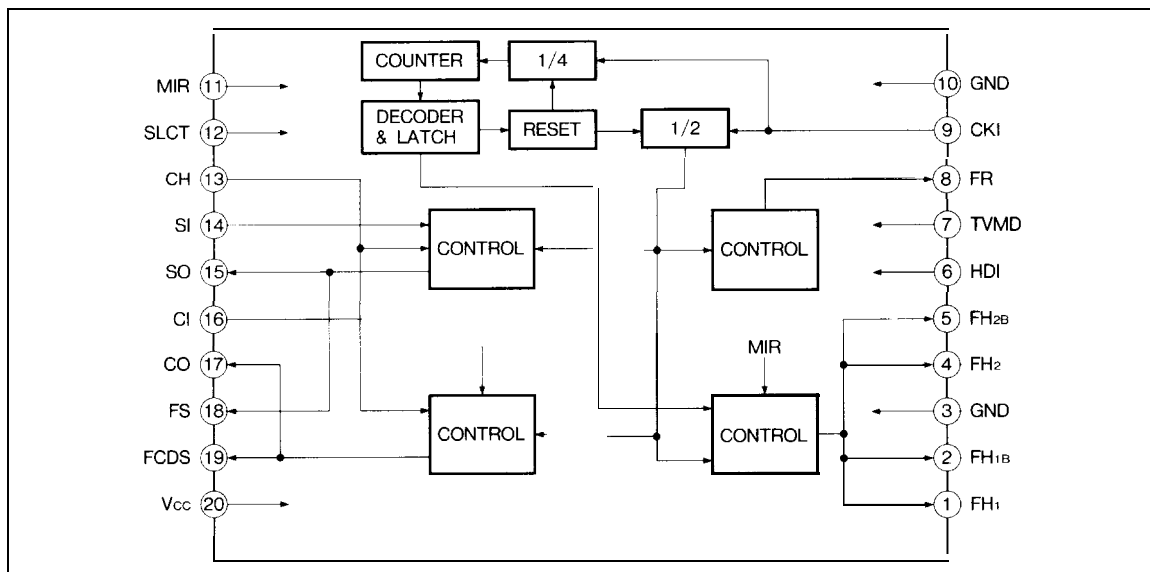 COUNTER
1/4
DECODER
& LATCH
RESET
1/2
MIR 11
SLCT 12
CH 13
SI 14
SO 15
CI 16
CO 17
FS 18
FCDS 19
Vcc 20
CONTROL
CONTROL
CONTROL
MIR
CONTROL
10 GND
9 CKI
8 FR
7 TVMD
6 HDI
5 FH2B
4 FH2
3 GND
2 FH1B
1 FH1